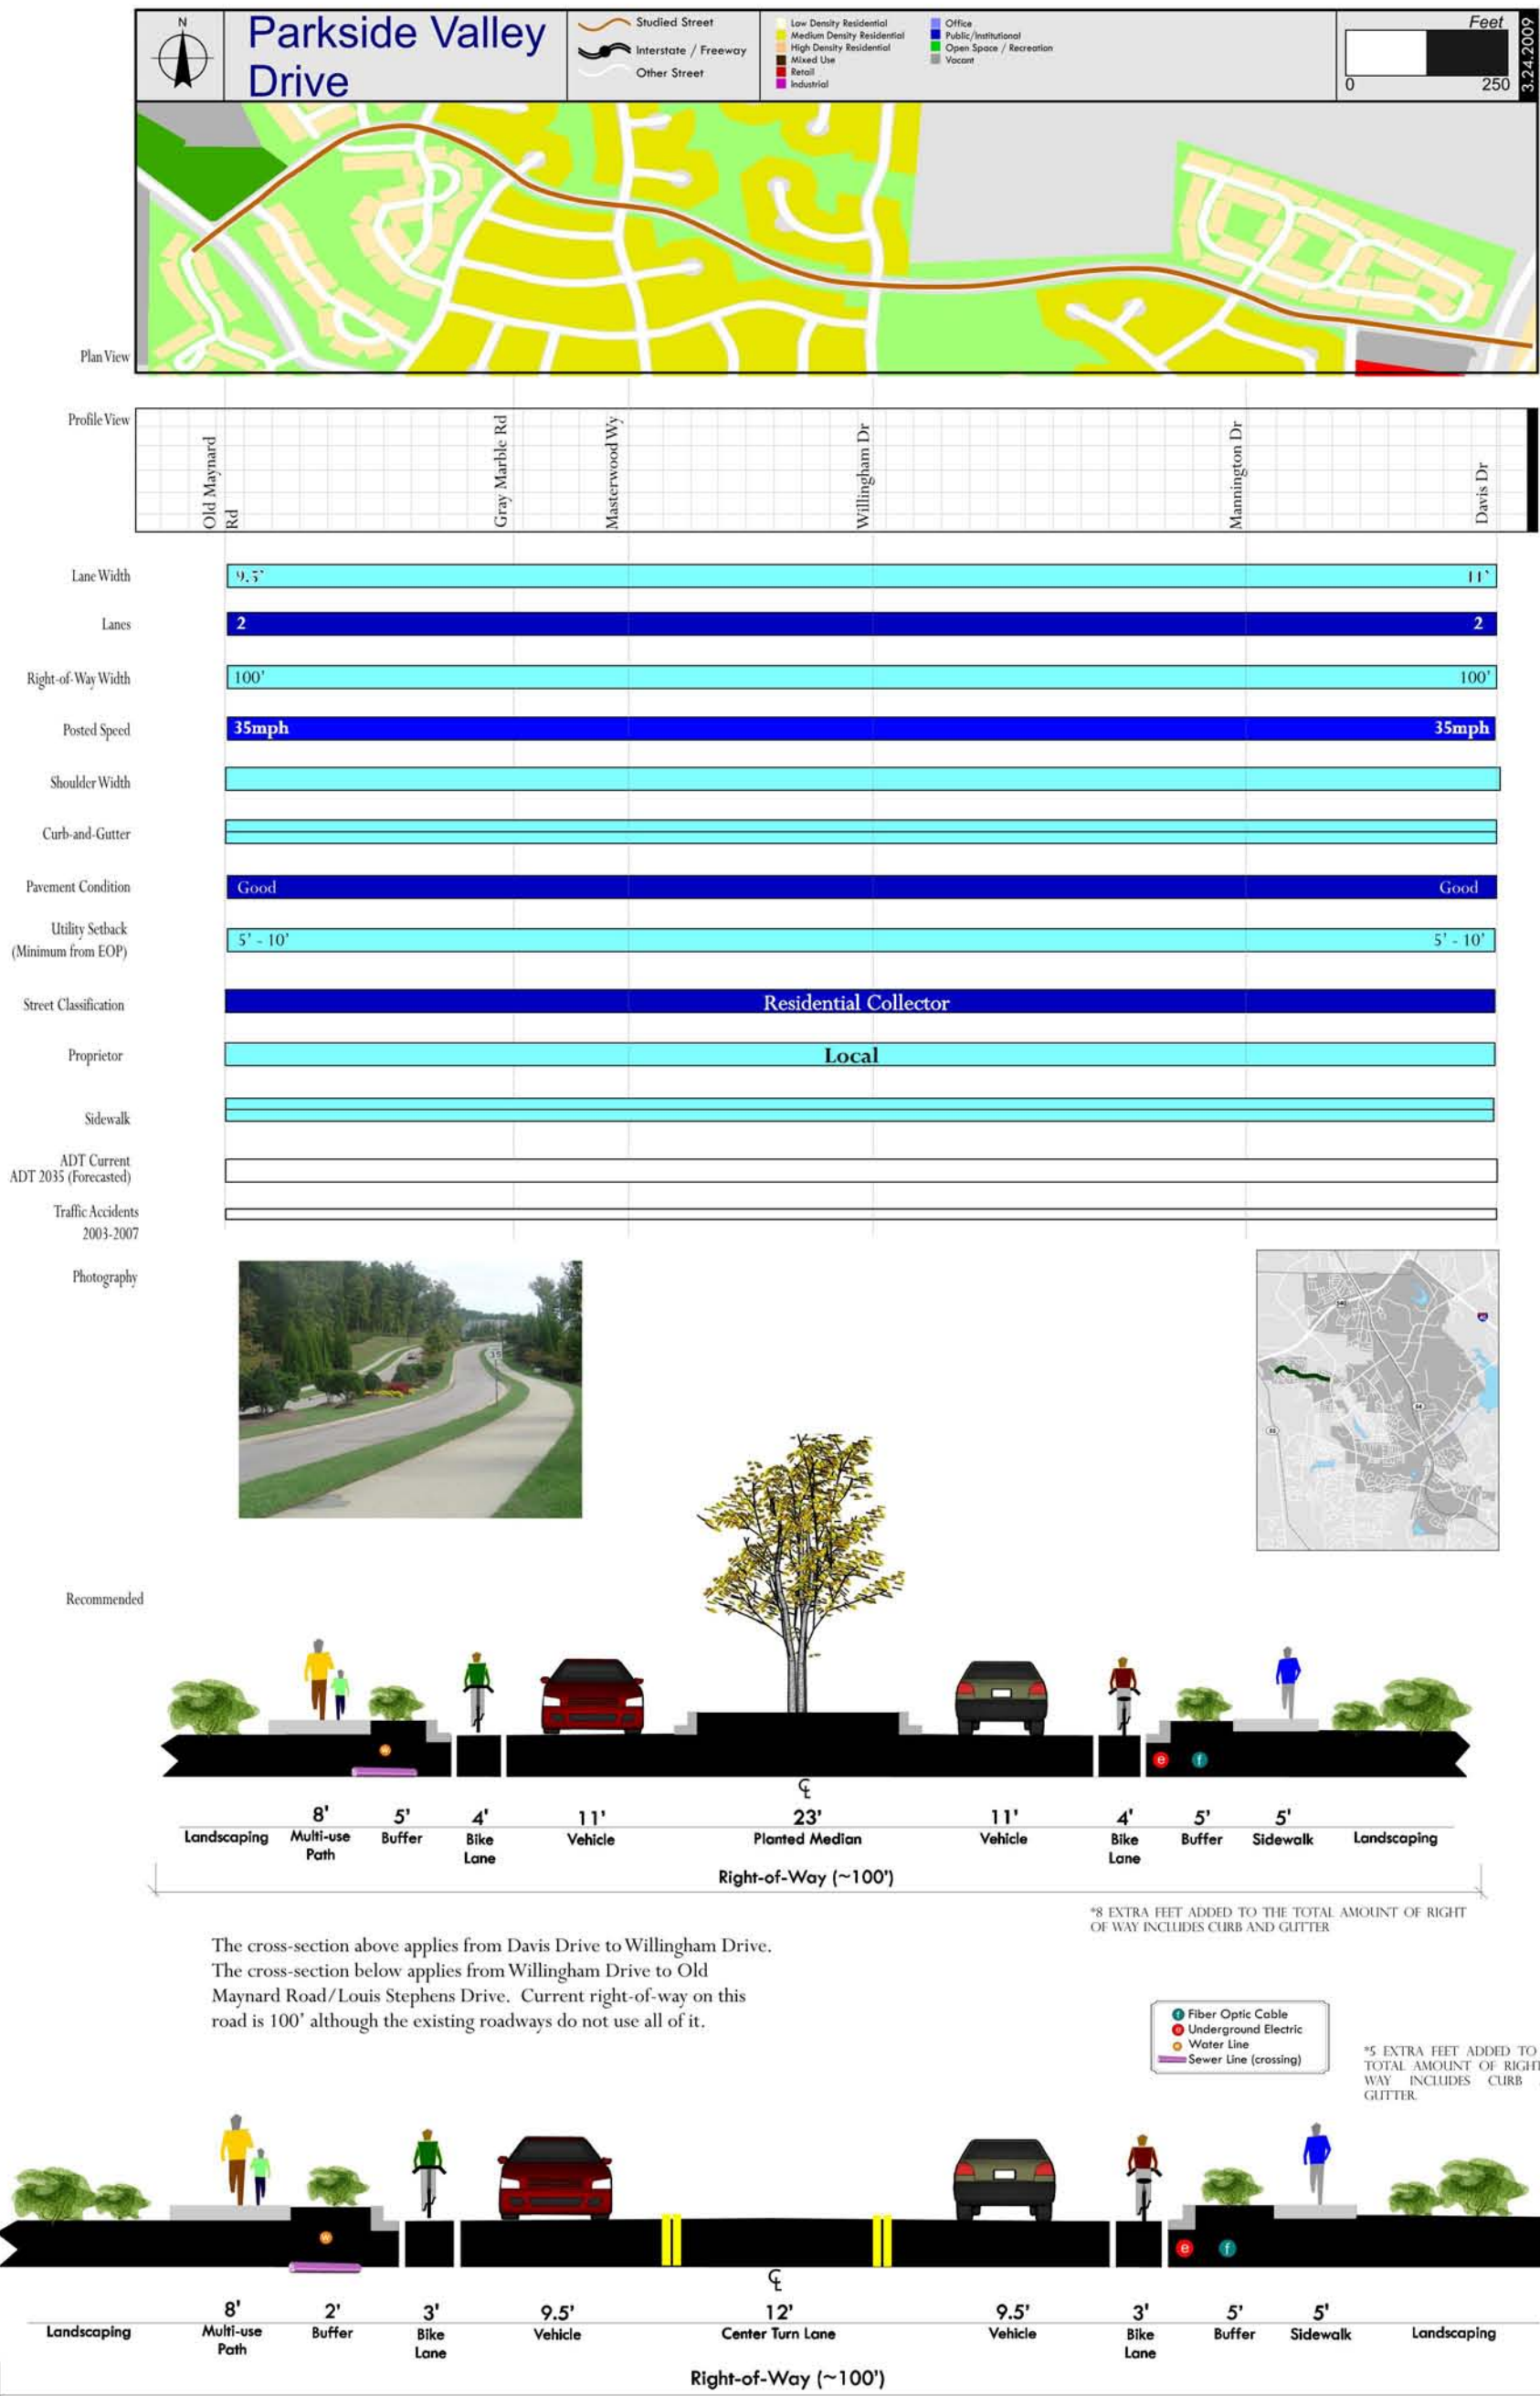 N
Parkside Valley
Drive
Studied Street
Interstate / Freeway
Other Street
Low Density Residential
Medium Density Residential
High Density Residential
Mixed Use
Retail
Industrial
Office
Public/Institutional
Open Space / Recreation
Vacant
Feet
0 250
3.24.2009
Plan View
Profile View
Old Maynard
Rd
Gray Marble Rd
Masterwood Wy
Willingham Dr
Mannington Dr
Davis Dr
Lane Width 9.5' 11'
Lanes 2 2
Right-of-Way Width 100' 100'
Posted Speed 35mph 35mph
Shoulder Width
Curb-and-Gutter
Pavement Condition Good Good
Utility Setback
(Minimum from EOP) 5' - 10' 5' - 10'
Street Classification Residential Collector
Proprietor Local
Sidewalk
ADT Current
ADT 2035 (Forecasted)
Traffic Accidents
2003-2007
Photography
35
540
54
55
Recommended
w e f
℄
8' 5' 4' 11' 23' 11' 4' 5' 5'
Landscaping Multi-use Buffer Bike Vehicle Planted Median Vehicle Bike Buffer Sidewalk Landscaping
Path Lane Lane
Right-of-Way (~100')
*8 EXTRA FEET ADDED TO THE TOTAL AMOUNT OF RIGHT
OF WAY INCLUDES CURB AND GUTTER
The cross-section above applies from Davis Drive to Willingham Drive.
The cross-section below applies from Willingham Drive to Old
Maynard Road/Louis Stephens Drive. Current right-of-way on this
road is 100' although the existing roadways do not use all of it.
f Fiber Optic Cable
e Underground Electric
w Water Line
Sewer Line (crossing)
*5 EXTRA FEET ADDED TO
TOTAL AMOUNT OF RIGHT
WAY INCLUDES CURB
GUTTER.
w e f
℄
8' 2' 3' 9.5' 12' 9.5' 3' 5' 5'
Landscaping Multi-use Buffer Bike Vehicle Center Turn Lane Vehicle Bike Buffer Sidewalk Landscaping
Path Lane Lane
Right-of-Way (~100')